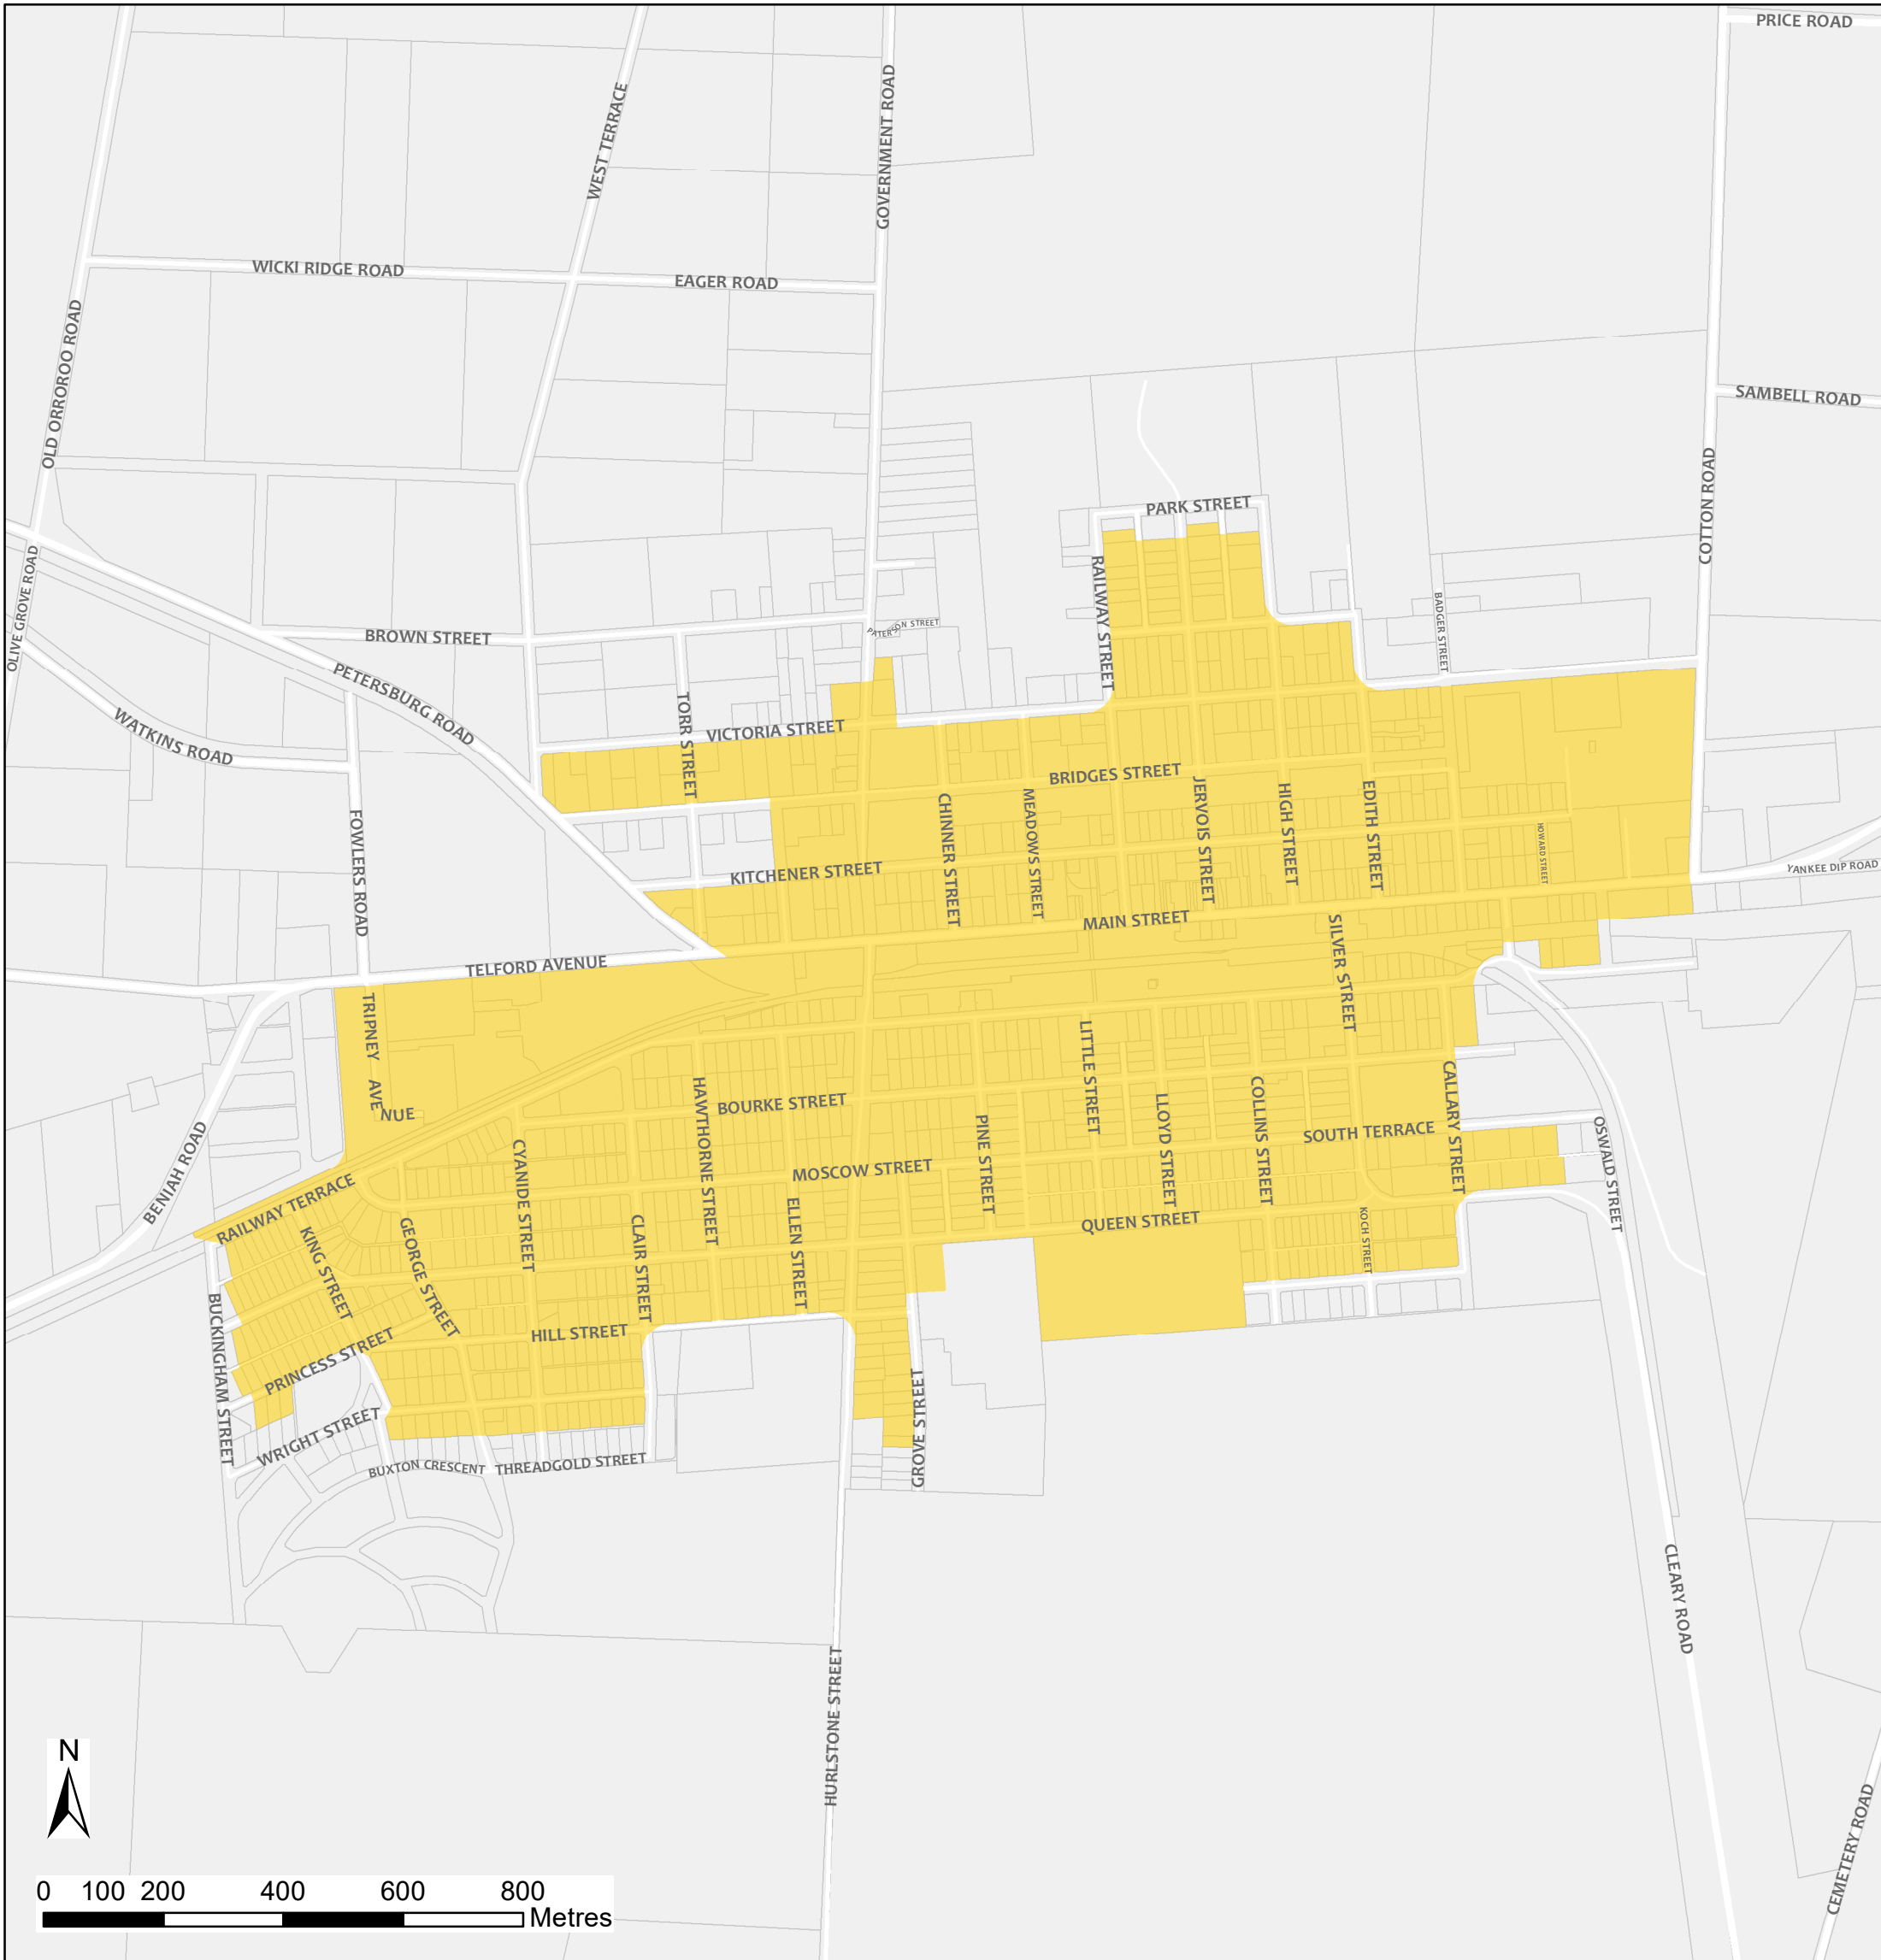 PRICE ROAD
GOVERNMENT ROAD
WEST TERRACE
WICKI RIDGE ROAD
EAGER ROAD
OLD ORROROO ROAD
SAMBELL ROAD
COTTON ROAD
PARK STREET
RAILWAY STREET
BADGER STREET
OLIVE GROVE ROAD
BROWN STREET
PATERSON STREET
PETERSBURG ROAD
WATKINS ROAD
TORR STREET
VICTORIA STREET
BRIDGES STREET
FOWLERS ROAD
CHINNER STREET
MEADOWS STREET
JERVOIS STREET
HIGH STREET
EDITH STREET
HOWARD STREET
YANKEE DIP ROAD
KITCHENER STREET
MAIN STREET
SILVER STREET
TELFORD AVENUE
TRIPNEY AVENUE
LITTLE STREET
HAWTHORNE STREET
BOURKE STREET
PINE STREET
LLOYD STREET
COLLINS STREET
CALLARY STREET
SOUTH TERRACE
OSWALD STREET
BENIAH ROAD
CYANIDE STREET
MOSCOW STREET
RAILWAY TERRACE
ELLEN STREET
QUEEN STREET
KOCH STREET
KING STREET
GEORGE STREET
CLAIR STREET
BUCKINGHAM STREET
HILL STREET
PRINCESS STREET
GROVE STREET
WRIGHT STREET
BUXTON CRESCENT
THREADGOLD STREET
CLEARY ROAD
HURLSTONE STREET
CEMETERY ROAD
N
0 100 200 400 600 800
Metres